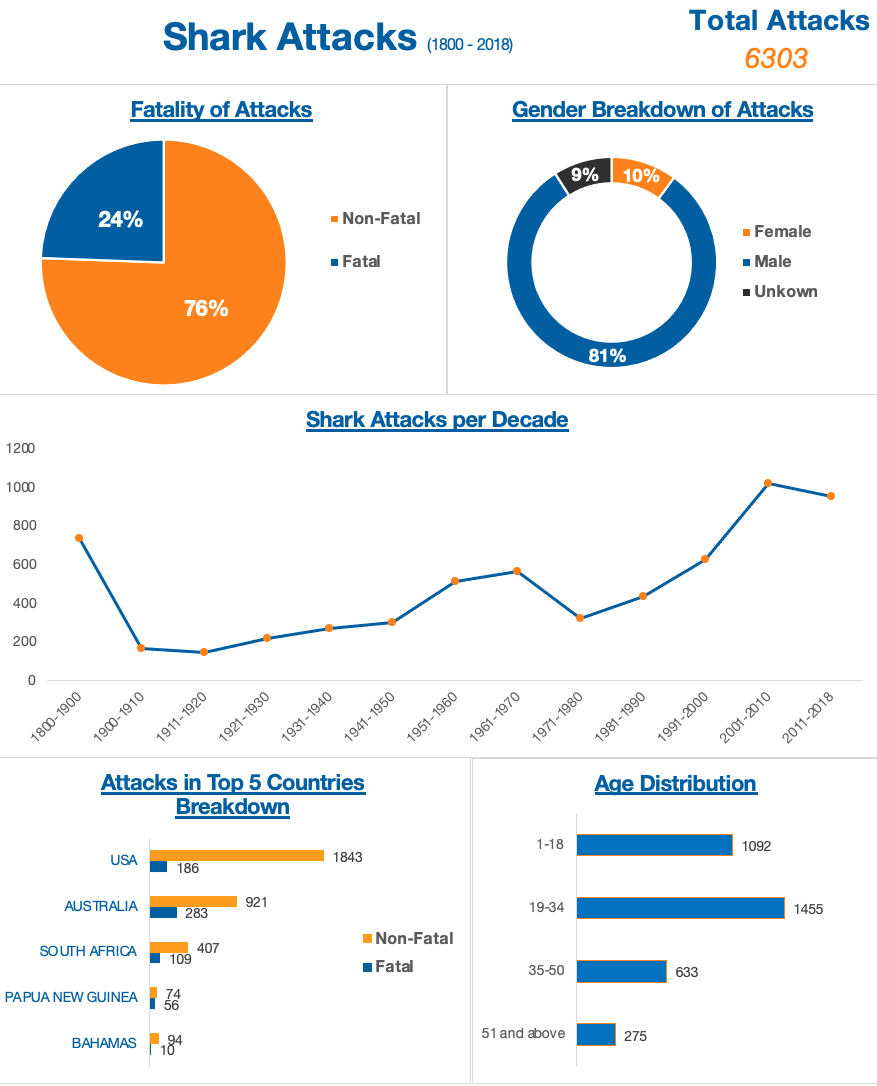 Shark Attacks (1800 - 2018)
Total Attacks
6303
Fatality of Attacks
24%
76%
Non-Fatal
Fatal
Gender Breakdown of Attacks
9%
10%
81%
Female
Male
Unkown
Shark Attacks per Decade
1200
1000
800
600
400
200
0
1800-1900
1900-1910
1911-1920
1921-1930
1931-1940
1941-1950
1951-1960
1961-1970
1971-1980
1981-1990
1991-2000
2001-2010
2011-2018
Attacks in Top 5 Countries
Breakdown
USA
1843
186
AUSTRALIA
921
283
SOUTH AFRICA
407
109
PAPUA NEW GUINEA
74
56
BAHAMAS
94
10
Non-Fatal
Fatal
Age Distribution
1-18
1092
19-34
1455
35-50
633
51 and above
275